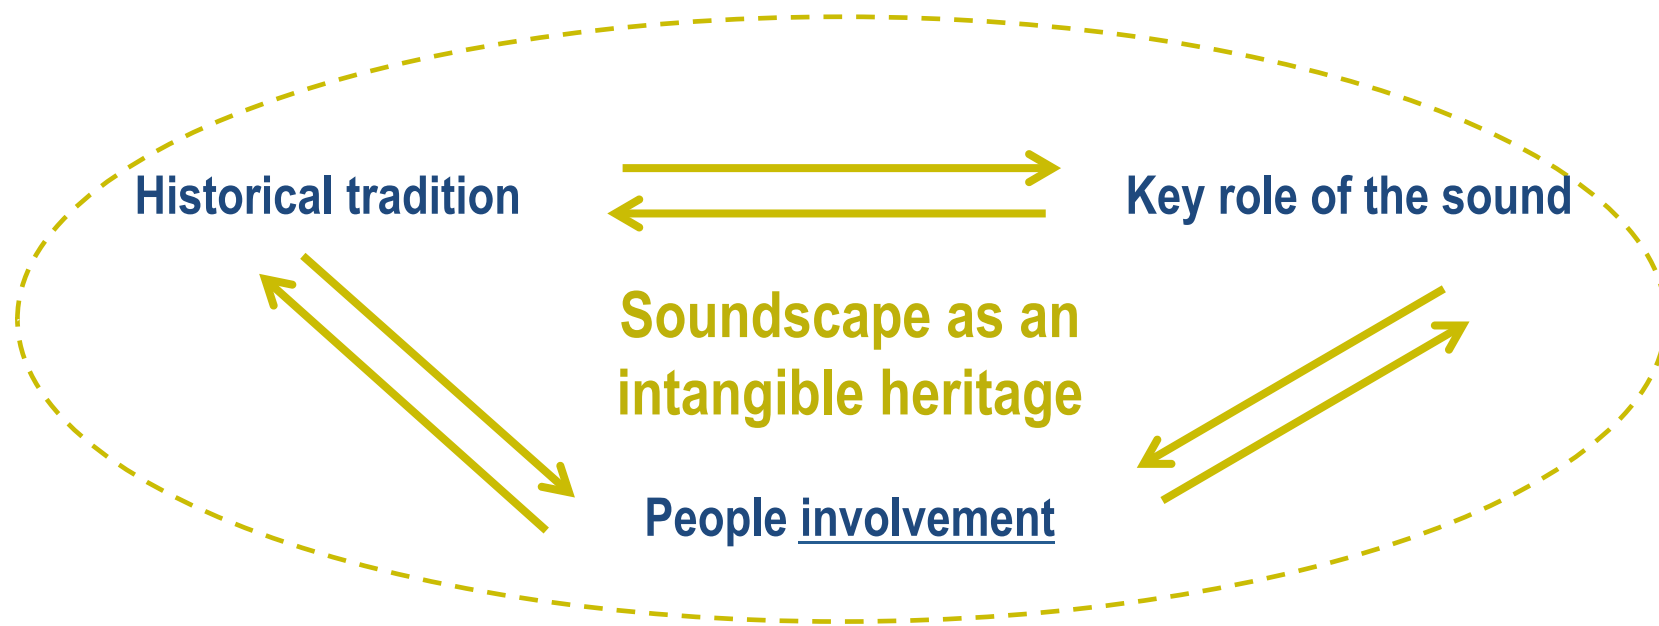 Historical tradition
Key role of the sound
Soundscape as an
intangible heritage
People involvement